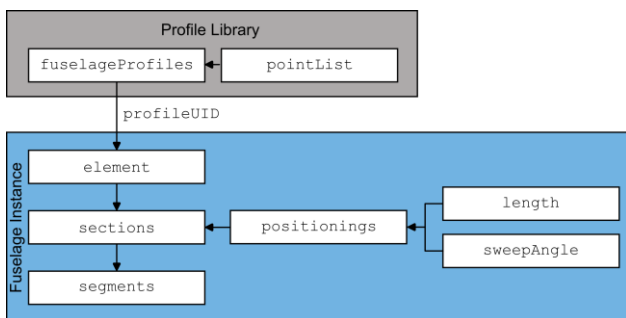 Profile Library
fuselageProfiles
pointList
profileUID
Fuselage Instance
element
sections
positionings
length
sweepAngle
segments